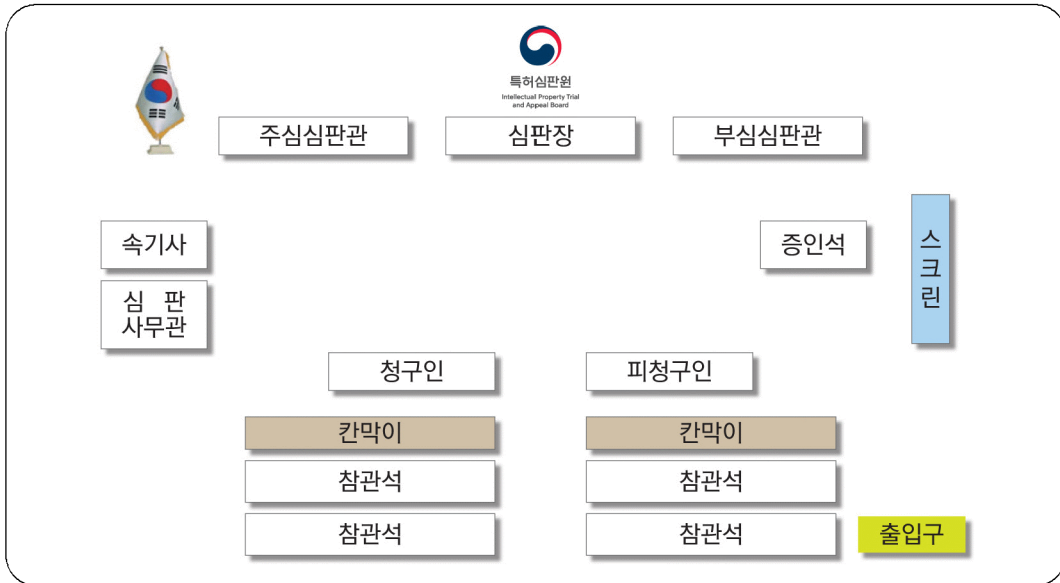 특허심판원
Intellectual Property Trial
and Appeal Board
주심심판관
심판장
부심심판관
속기사
증인석
스크린
심 판
사무관
청구인
피청구인
칸막이
칸막이
참관석
참관석
참관석
참관석
출입구